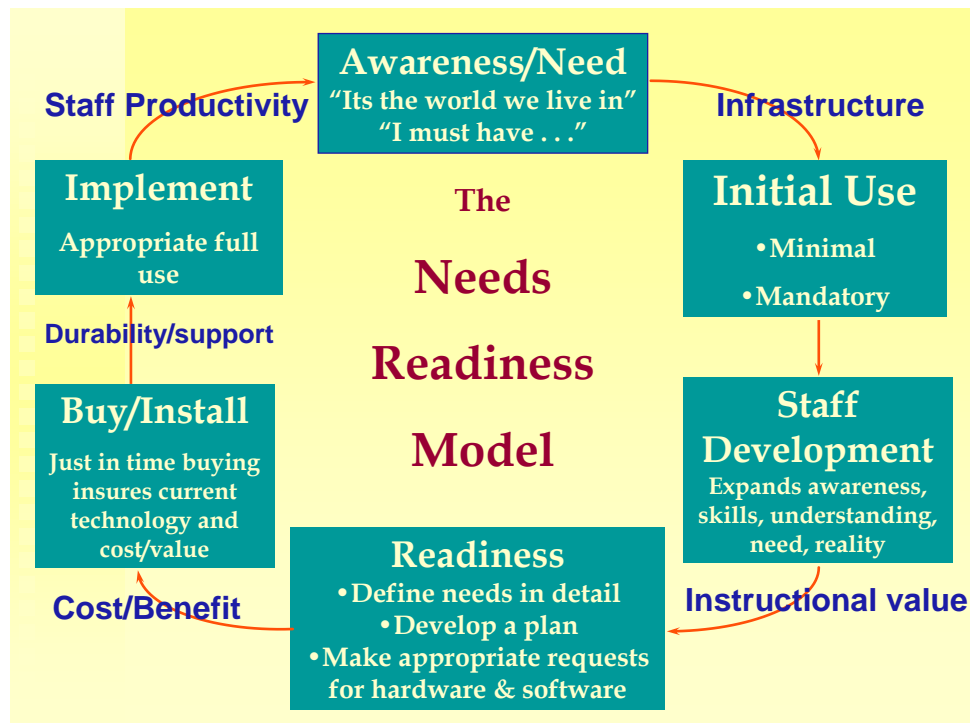 Awareness/Need
“Its the world we live in”
“I must have . . .”
Staff Productivity
Infrastructure
Implement
Appropriate full
use
The
Needs
Readiness
Model
Initial Use
•Minimal
•Mandatory
Durability/support
Buy/Install
Just in time buying
insures current
technology and
cost/value
Staff
Development
Expands awareness,
skills, understanding,
need, reality
Cost/Benefit
Readiness
•Define needs in detail
•Develop a plan
•Make appropriate requests
for hardware & software
Instructional value